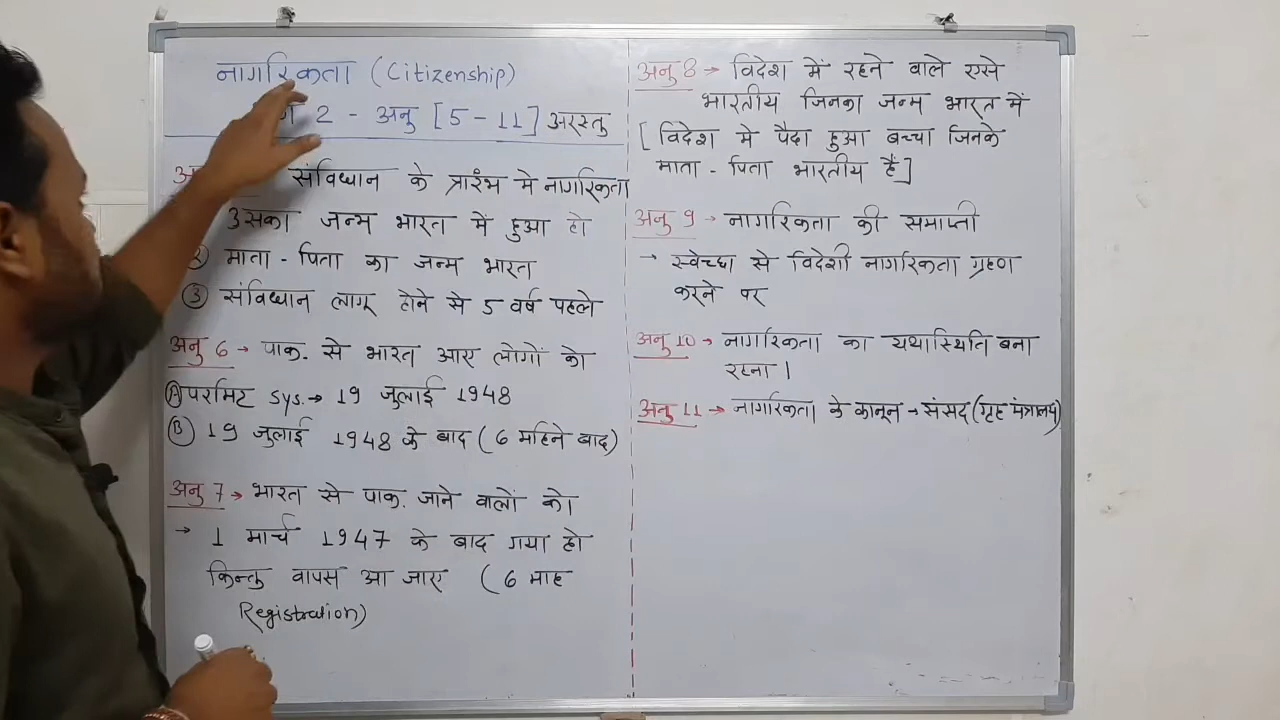 नागरिकता (Citizenship)
2 - अनु [5 - 11] अरस्तु
संविधान के प्रारंभ मे नागरिकता
उसका जन्म भारत में हुआ हो
माता - पिता का जन्म भारत
③ संविधान लागू होने से 5 वर्ष पहले
अनु 6 → पाक. से भारत आए लोगों को
Ⓐ परमिट sys. → 19 जुलाई 1948
Ⓑ 19 जुलाई 1948 के बाद ( 6 महिने बाद)
अनु 7 → भारत से पाक. जाने वालों को
→ 1 मार्च 1947 के बाद गया हो
किन्तु वापस आ जाए ( 6 माह
Registration)
अनु 8 → विदेश में रहने वाले एसे
भारतीय जिनका जन्म भारत में
[ विदेश मे पैदा हुआ बच्चा जिनके
माता - पिता भारतीय हैं ]
अनु 9 → नागरिकता की समाप्ती
→ स्वेच्छा से विदेशी नागरिकता ग्रहण
करने पर
अनु 10 → नागरिकता का यथास्थिति बना
रहना ।
अनु 11 → नागरिकता के कानून → संसद (गृह मंत्रालय)